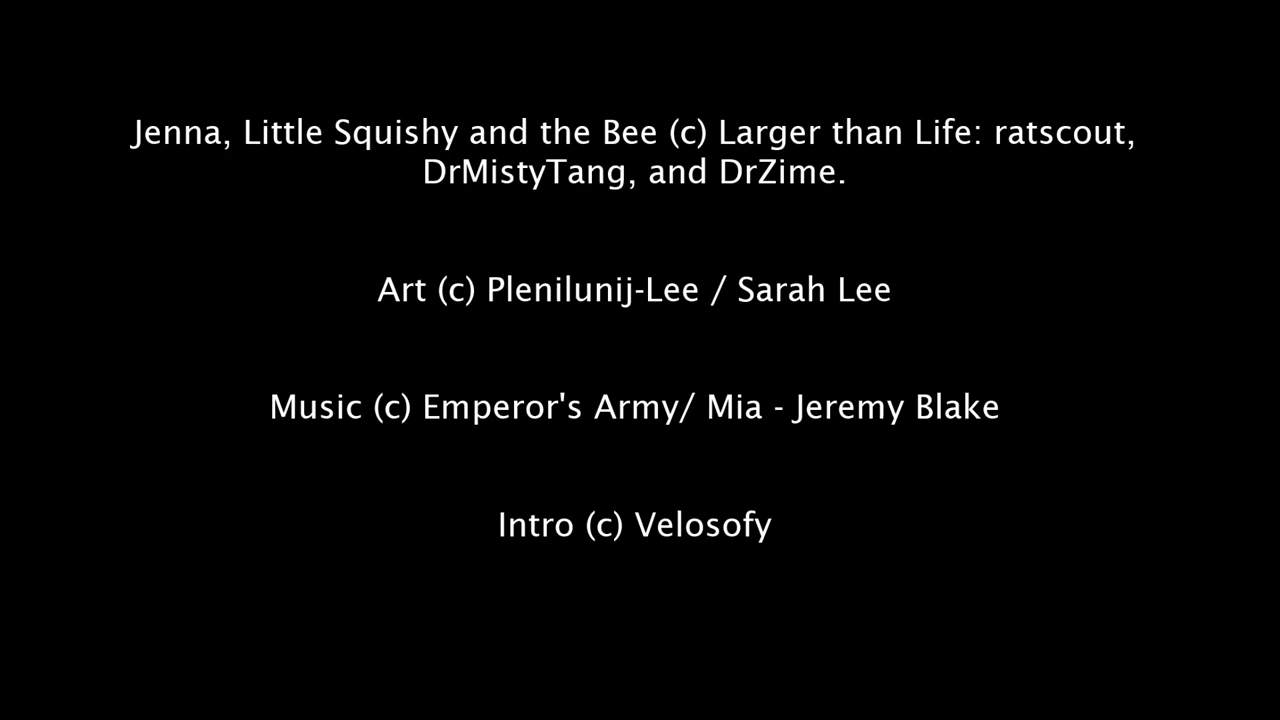 Jenna, Little Squishy and the Bee (c) Larger than Life: ratscout,
DrMistyTang, and DrZime.
Art (c) Plenilunij-Lee / Sarah Lee
Music (c) Emperor's Army/ Mia - Jeremy Blake
Intro (c) Velosofy